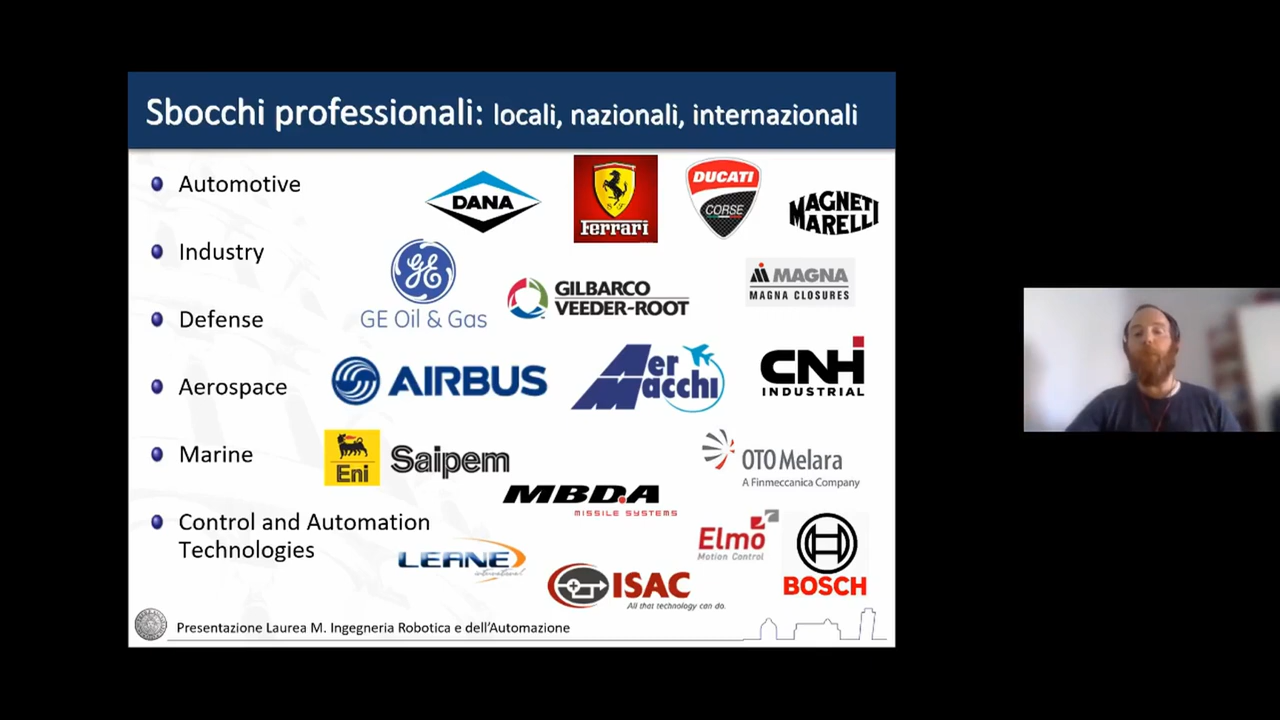 Sbocchi professionali: locali, nazionali, internazionali
Automotive
DANA
Ferrari
S F
DUCATI
CORSE
MAGNETI
MARELLI
Industry
GE
GE Oil & Gas
GILBARCO
VEEDER-ROOT
MAGNA
MAGNA CLOSURES
Defense
Aerospace
AIRBUS
Aer
Macchi
CNH
INDUSTRIAL
Marine
Eni
Saipem
MBDA
MISSILE SYSTEMS
OTO Melara
A Finmeccanica Company
Control and Automation
Technologies
LEANE
international
ISAC
All that technology can do.
Elmo
Motion Control
BOSCH
Presentazione Laurea M. Ingegneria Robotica e dell'Automazione